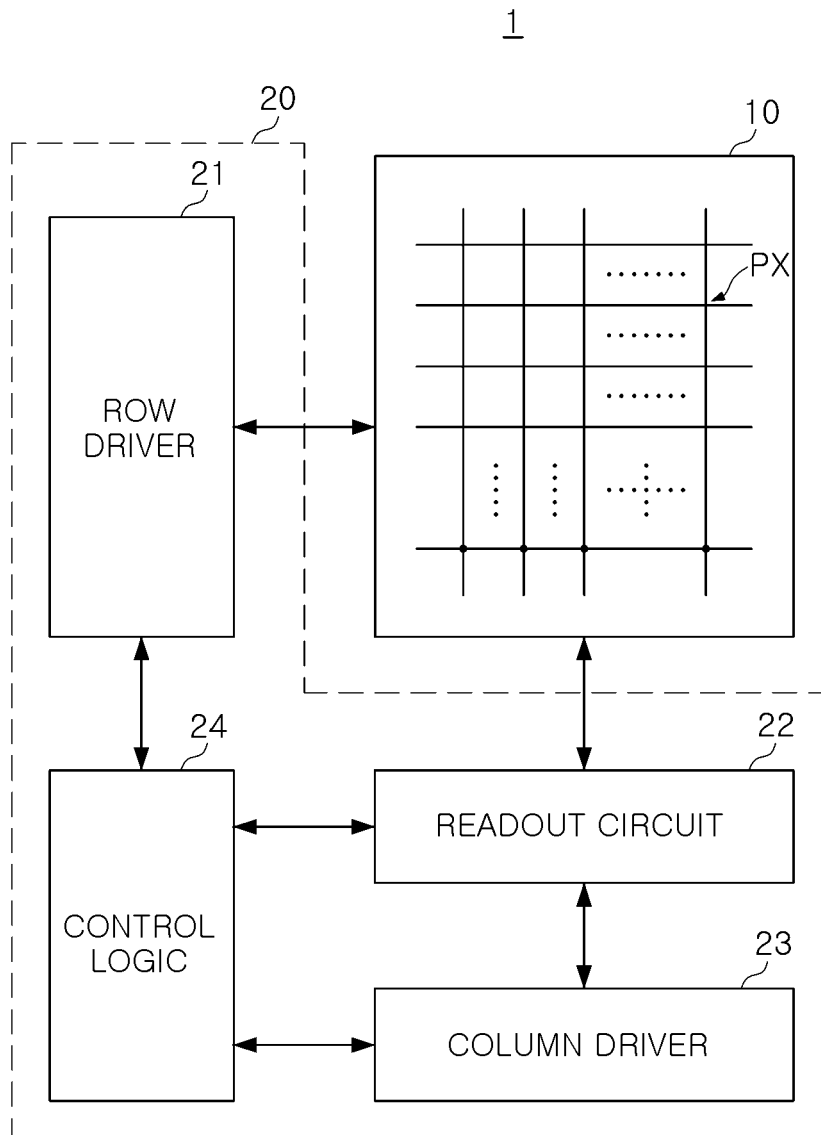 1
20
10
21
PX
ROW
DRIVER
24
22
READOUT CIRCUIT
CONTROL
LOGIC
23
COLUMN DRIVER